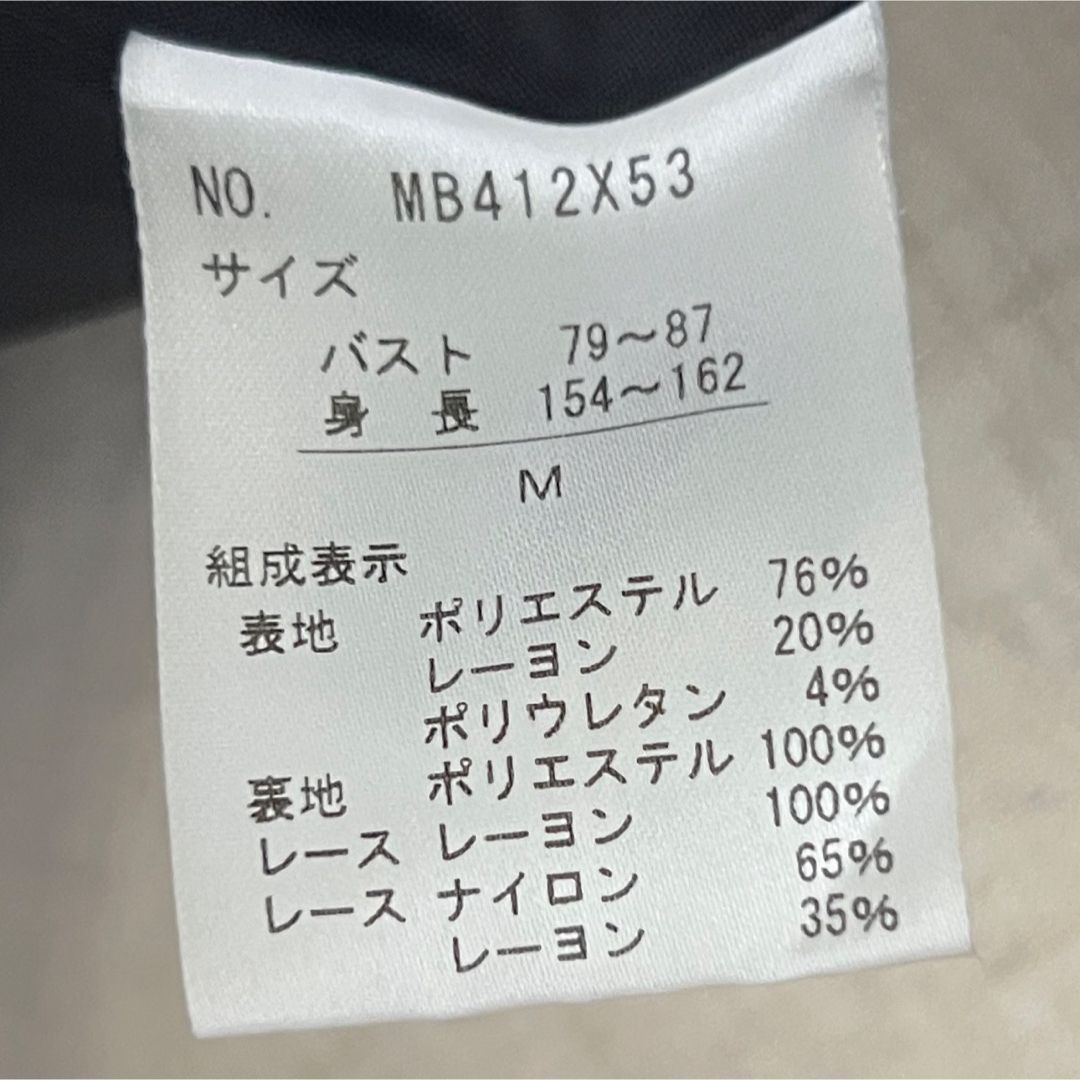 NO. MB412X53
サイズ
バスト 79～87
身長 154～162
M
組成表示
表地 ポリエステル 76%
レーヨン 20%
ポリウレタン 4%
裏地 ポリエステル 100%
レース レーヨン 100%
レース ナイロン 65%
レーヨン 35%